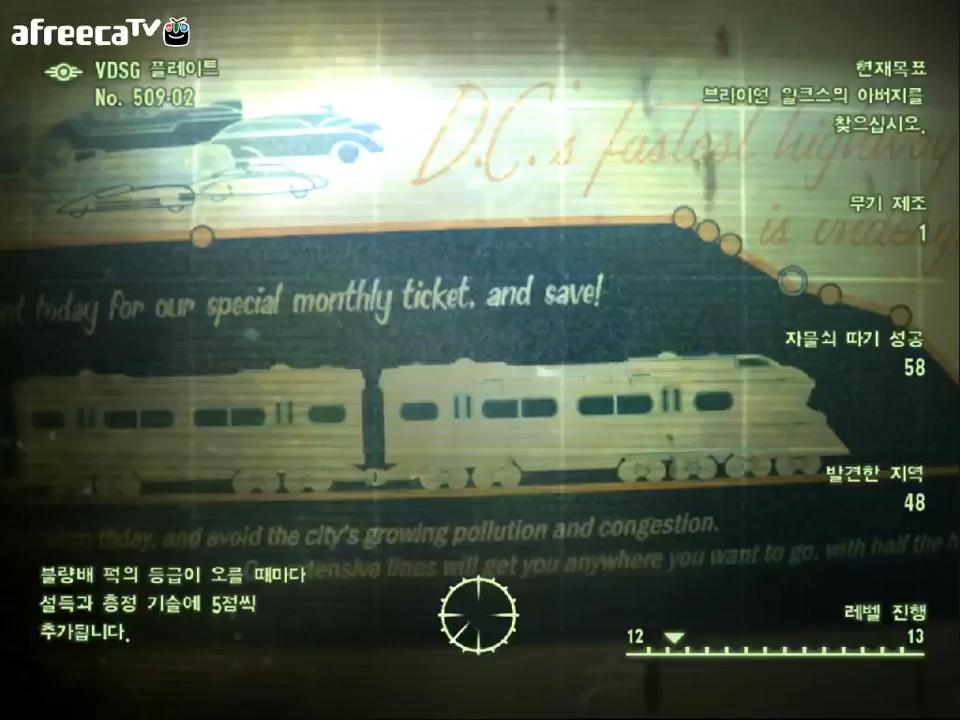 afreecaTV
VDSG 플레이트
No. 509-02
현재목표
브라이언 윌크스의 아버지를
찾으십시오.
D.C.'s fastest highway
is underg
무기 제조
1
nt today for our special monthly ticket, and save!
자물쇠 따기 성공
58
발견한 지역
48
today, and avoid the city's growing pollution and congestion.
tensive lines will get you anywhere you want to go, with half the h
불량배 퍽의 등급이 오를 때마다
설득과 흥정 기술에 5점씩
추가됩니다.
레벨 진행
12
13